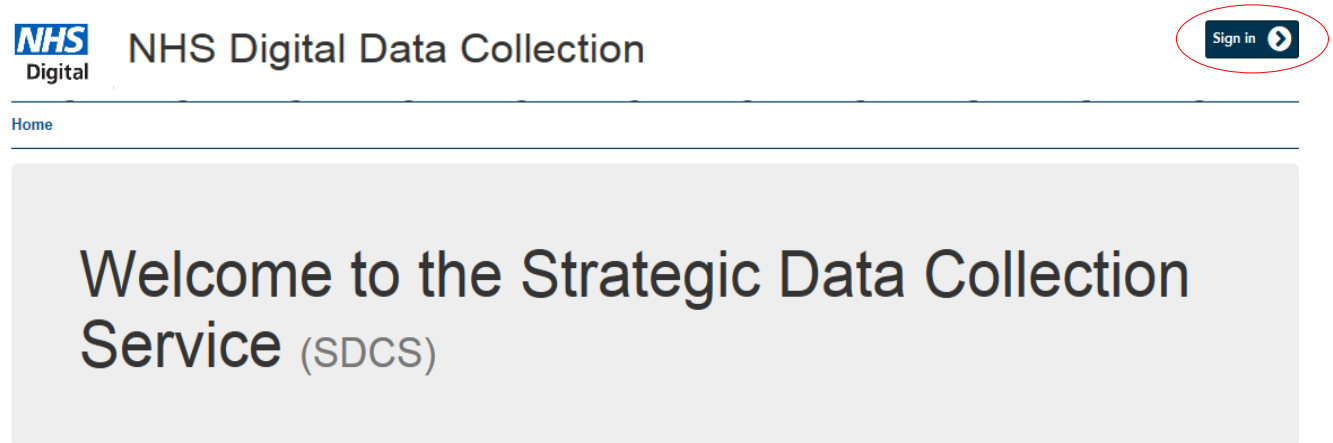 NHS
Digital
NHS Digital Data Collection
Sign in
Home
Welcome to the Strategic Data Collection
Service (SDCS)